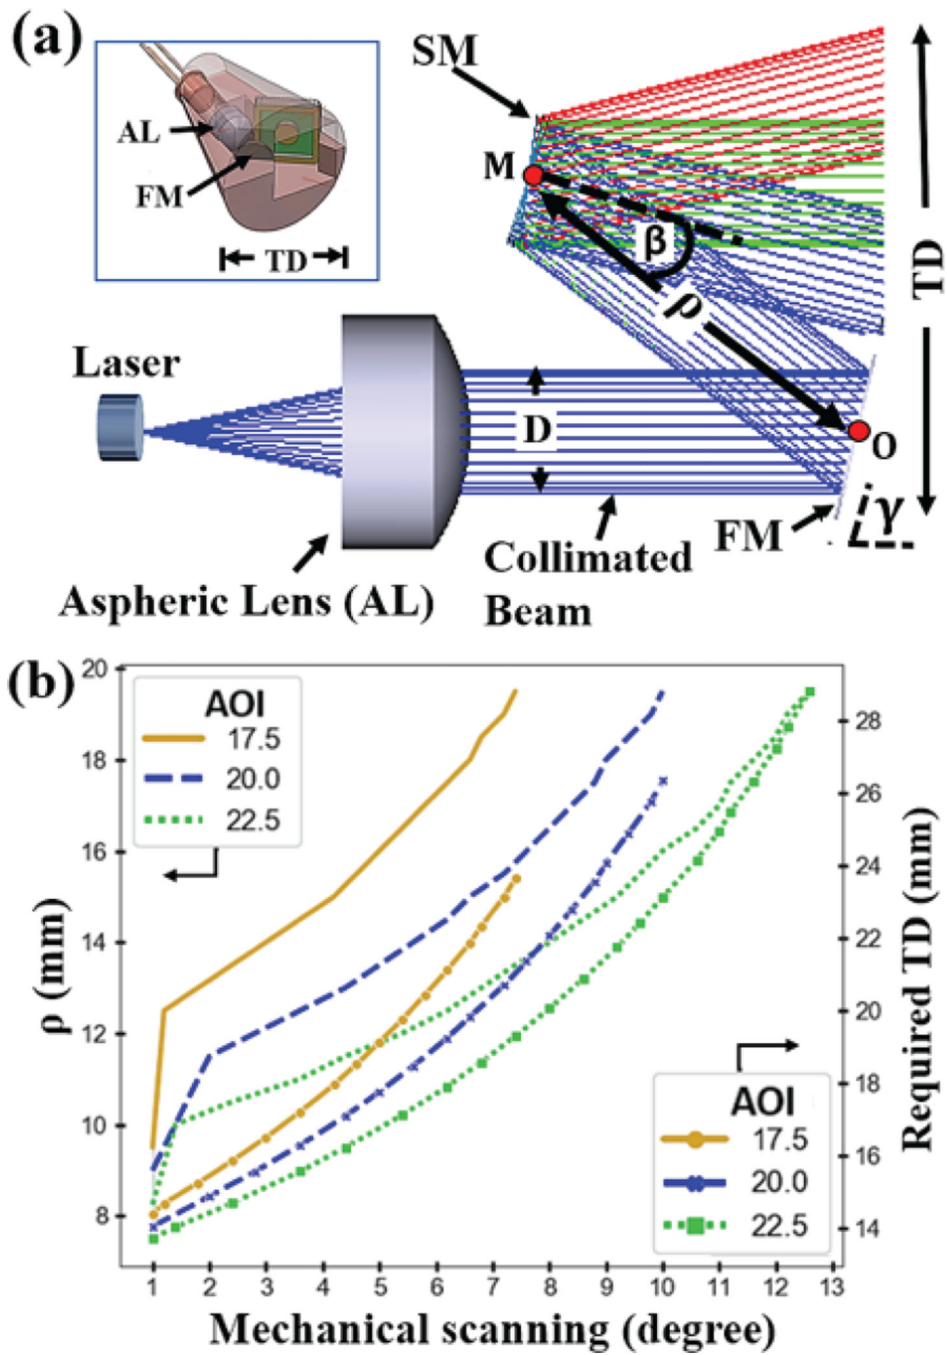 (a)
SM
AL
FM
TD
M
β
ρ
TD
Laser
D
O
γ
FM
Collimated
Beam
Aspheric Lens (AL)
(b)
20
18
16
14
12
10
8
ρ (mm)
AOI
17.5
20.0
22.5
28
26
24
22
20
18
16
14
Required TD (mm)
AOI
17.5
20.0
22.5
1 2 3 4 5 6 7 8 9 10 11 12 13
Mechanical scanning (degree)